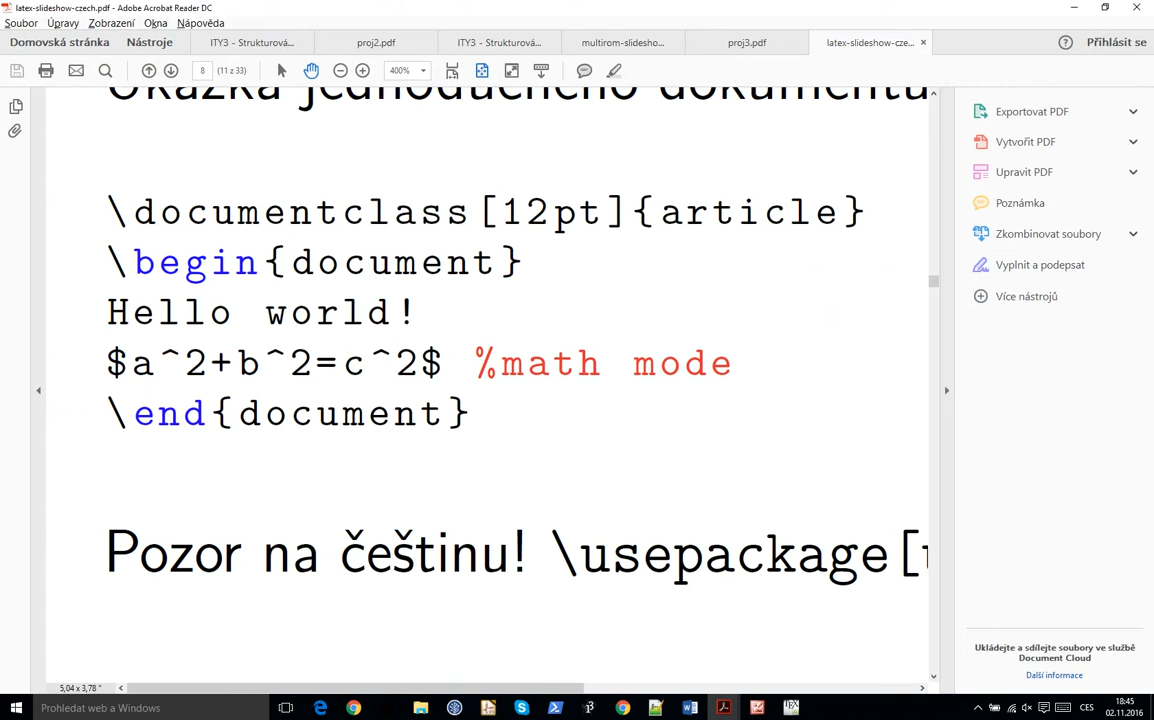 latex-slideshow-czech.pdf - Adobe Acrobat Reader DC
Soubor Úpravy Zobrazení Okna Nápověda
Domovská stránka Nástroje ITY3 - Strukturová... proj2.pdf ITY3 - Strukturová... multirom-slidesho... proj3.pdf latex-slideshow-cze... × Přihlásit se
8 (11 z 33) 400%
Ukázka jednoduchého dokumentu
\documentclass[12pt]{article}
\begin{document}
Hello world!
$a^2+b^2=c^2$ %math mode
\end{document}
Pozor na češtinu! \usepackage[
Exportovat PDF
Vytvořit PDF
Upravit PDF
Poznámka
Zkombinovat soubory
Vyplnit a podepsat
Více nástrojů
Ukládejte a sdílejte soubory ve službě
Document Cloud
Další informace
5,04 x 3,78 "
Prohledat web a Windows
CES
18:45
02.11.2016